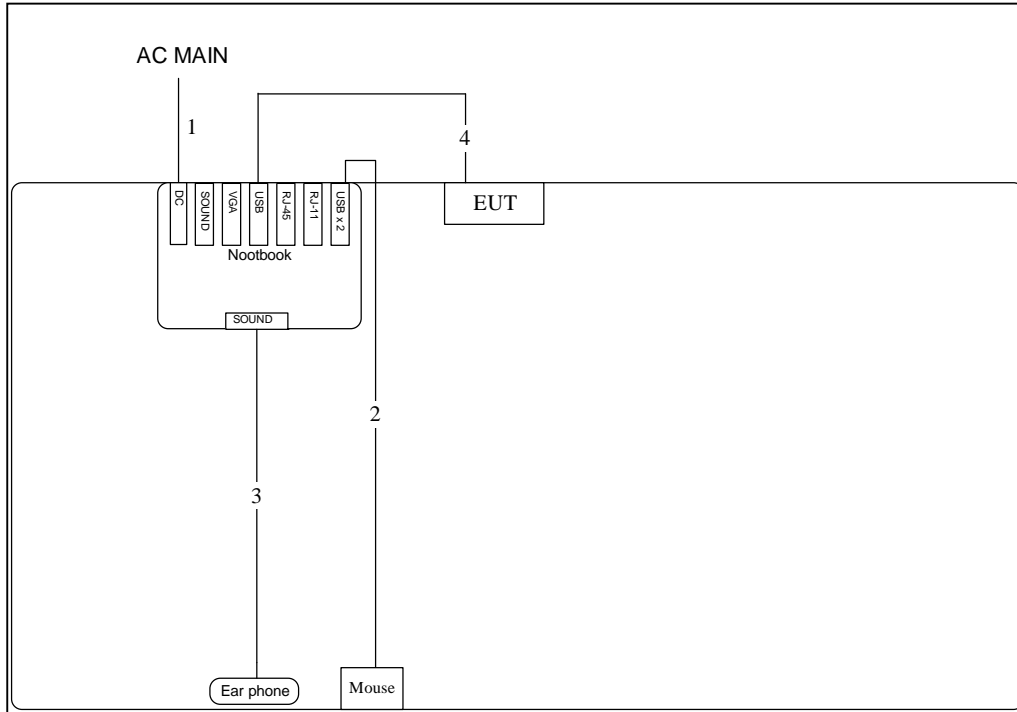 AC MAIN
1
4
DC
SOUND
VGA
USB
RJ-45
RJ-11
USB x 2
EUT
Nootbook
SOUND
2
3
Ear phone
Mouse